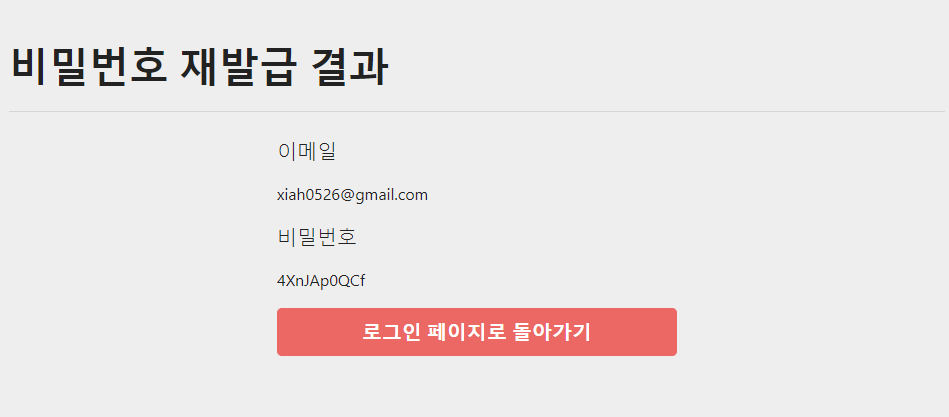 비밀번호 재발급 결과
이메일
xiah0526@gmail.com
비밀번호
4XnJAp0QCf
로그인 페이지로 돌아가기